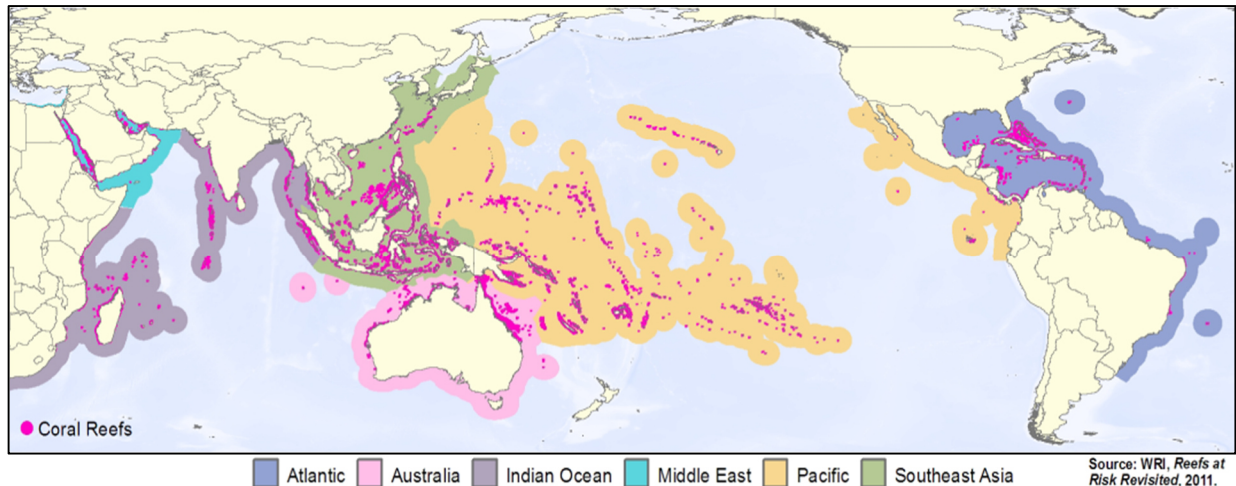 Coral Reefs
Atlantic
Australia
Indian Ocean
Middle East
Pacific
Southeast Asia
Source: WRI, Reefs at
Risk Revisited, 2011.